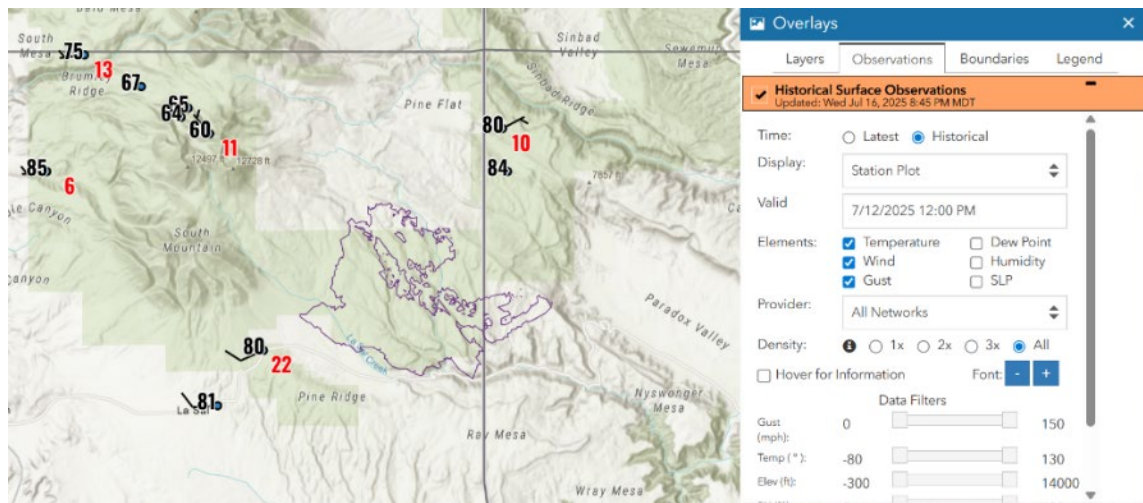 South
Mesa
75
13
Bromley
Ridge
67
65
64
60
11
12497 ft
12728 ft
85
6
Canyon
South
Mountain
Pine Flat
Sinbad
Valley
Sewemup
Mesa
Sinbad Ridge
80
10
84
7857 ft
Paradox Valley
80
22
81
La Sal
La Sal Creek
Pine Ridge
Ray Mesa
Nyswonger
Mesa
Wray Mesa
Overlays
Layers
Observations
Boundaries
Legend
Historical Surface Observations
Updated: Wed Jul 16, 2025 8:45 PM MDT
Time: Latest Historical
Display: Station Plot
Valid 7/12/2025 12:00 PM
Elements: Temperature Dew Point
Wind Humidity
Gust SLP
Provider: All Networks
Density: 1x 2x 3x All
Hover for Information Font: - +
Data Filters
Gust
(mph): 0 150
Temp ( ° ): -80 130
Elev (ft): -300 14000